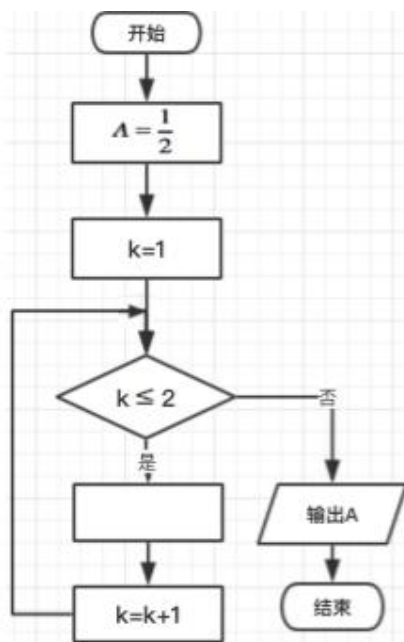 开始
A = 1/2
k=1
k ≤ 2
否
是
输出A
k=k+1
结束